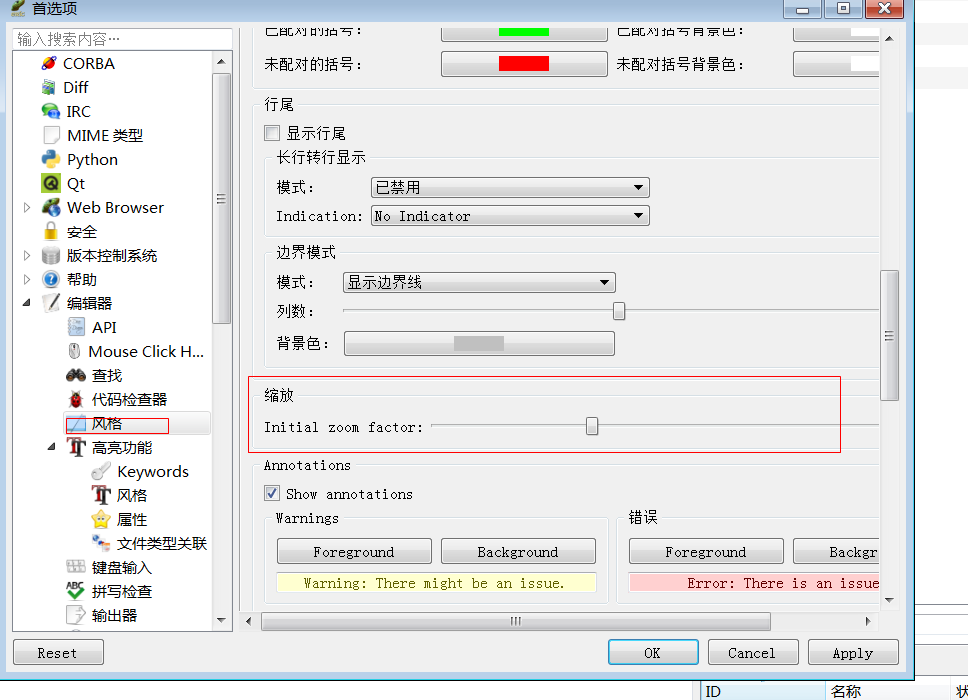 首选项
输入搜索内容…
CORBA
Diff
IRC
MIME 类型
Python
Qt
Web Browser
安全
版本控制系统
帮助
编辑器
API
Mouse Click H...
查找
代码检查器
风格
高亮功能
Keywords
风格
属性
文件类型关联
键盘输入
拼写检查
输出器
已配对的括号： 已配对括号背景色：
未配对的括号： 未配对括号背景色：
行尾
显示行尾
长行转行显示
模式： 已禁用
Indication: No Indicator
边界模式
模式： 显示边界线
列数：
背景色：
缩放
Initial zoom factor:
Annotations
Show annotations
Warnings 错误
Foreground Background Foreground Backgr
Warning: There might be an issue. Error: There is an issue
Reset OK Cancel Apply
ID 名称 状